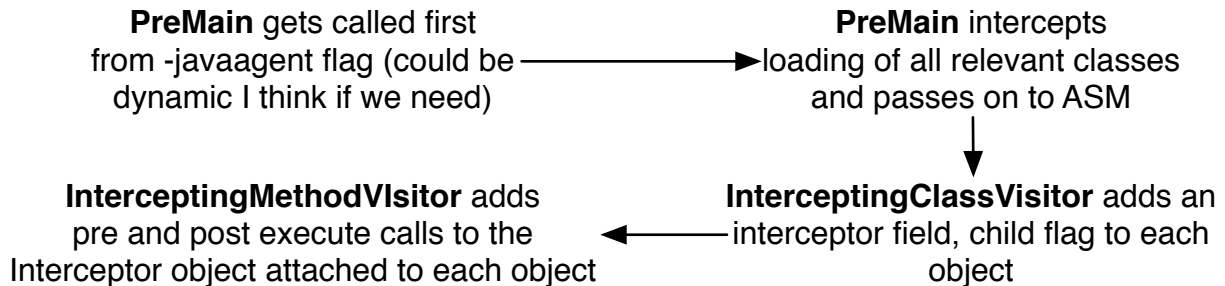 PreMain gets called first
from -javaagent flag (could be
dynamic I think if we need)
PreMain intercepts
loading of all relevant classes
and passes on to ASM
InterceptingClassVisitor adds an
interceptor field, child flag to each
object
InterceptingMethodVIsitor adds
pre and post execute calls to the
Interceptor object attached to each object